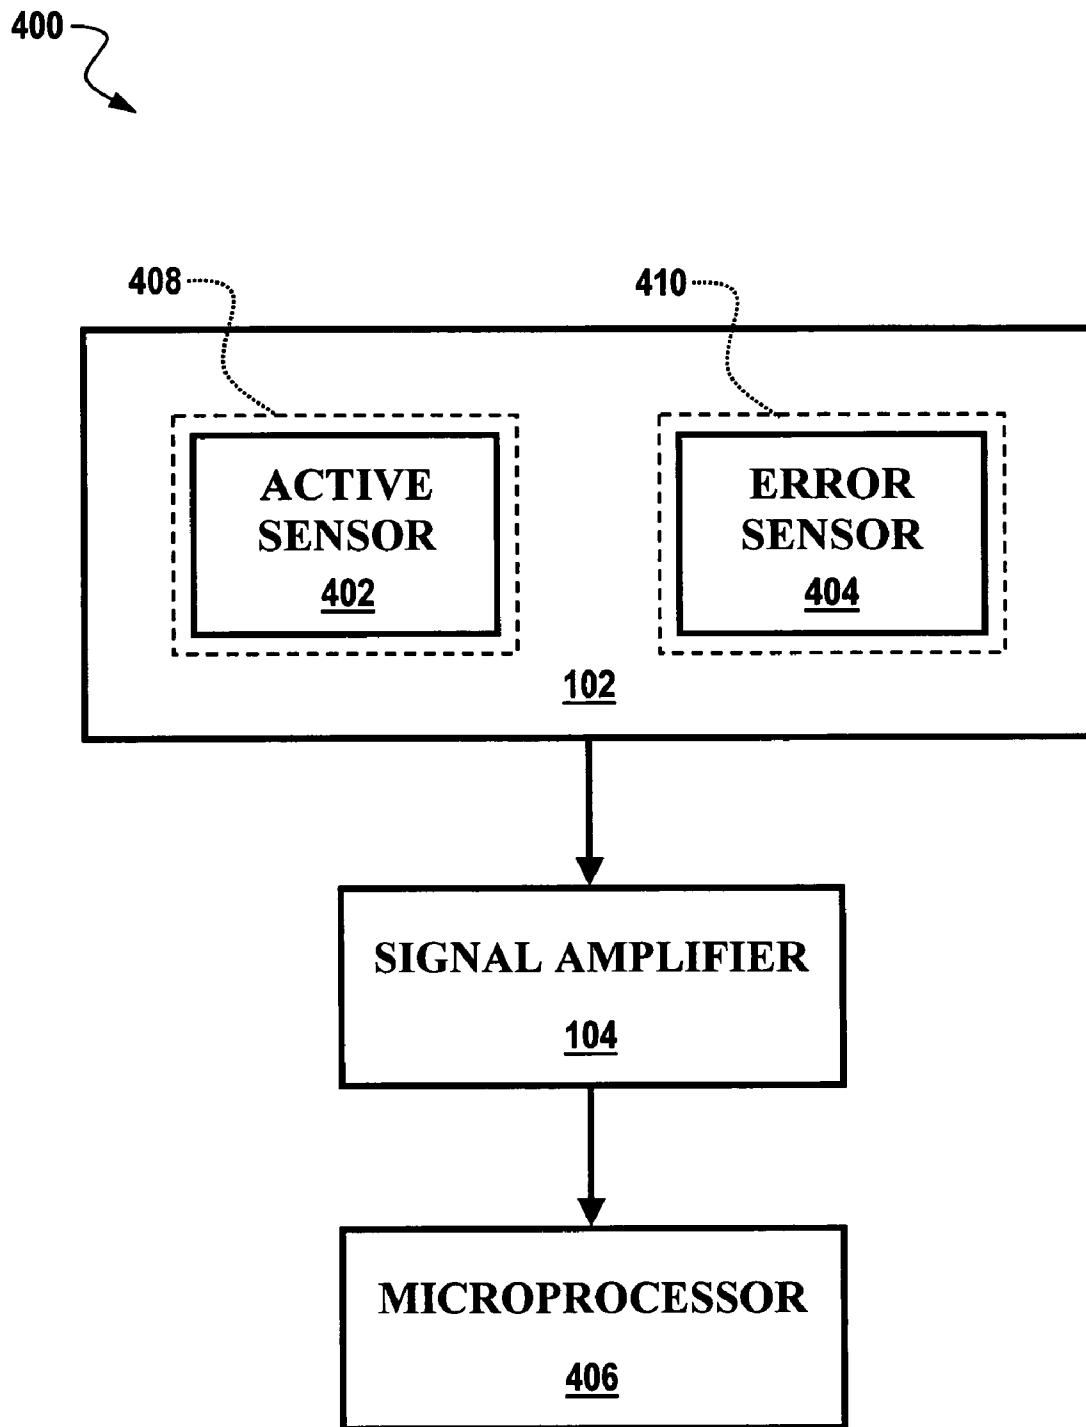 400
408
410
ACTIVE
SENSOR
402
ERROR
SENSOR
404
102
SIGNAL AMPLIFIER
104
MICROPROCESSOR
406